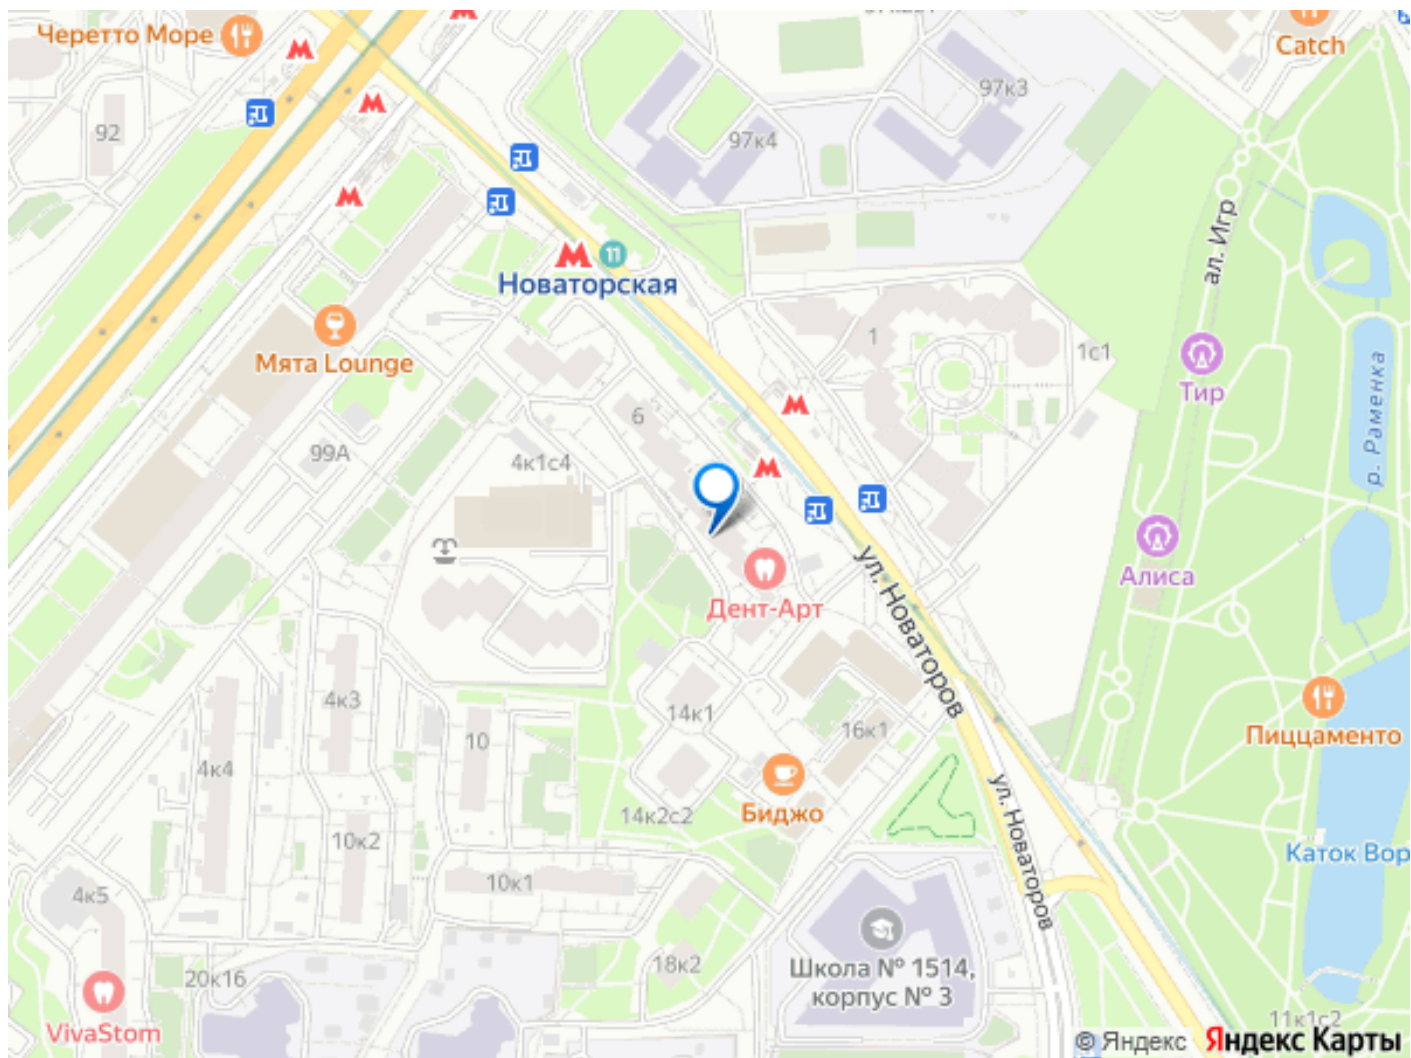 Черетто Море
Catch
97к3
92
97к4
ал. Игр
11
Новаторская
1
1с1
Мята Lounge
р. Раменка
Тир
6
99А
4к1с4
ул. Новаторов
Алиса
Дент-Арт
4к3
14к1
10
16к1
Пиццаменто
4к4
Биджо
ул. Новаторов
14к2с2
10к2
Каток Вор
10к1
4к5
Школа № 1514,
корпус № 3
18к2
20к16
VivaStom
11к1с2
© Яндекс Яндекс Карты